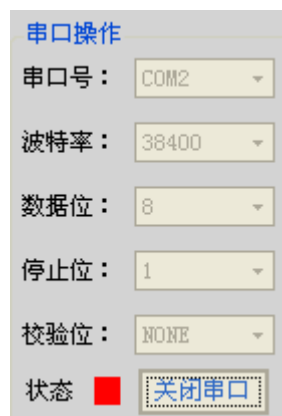 串口操作
串口号： COM2
波特率： 38400
数据位： 8
停止位： 1
校验位： NONE
状态 关闭串口